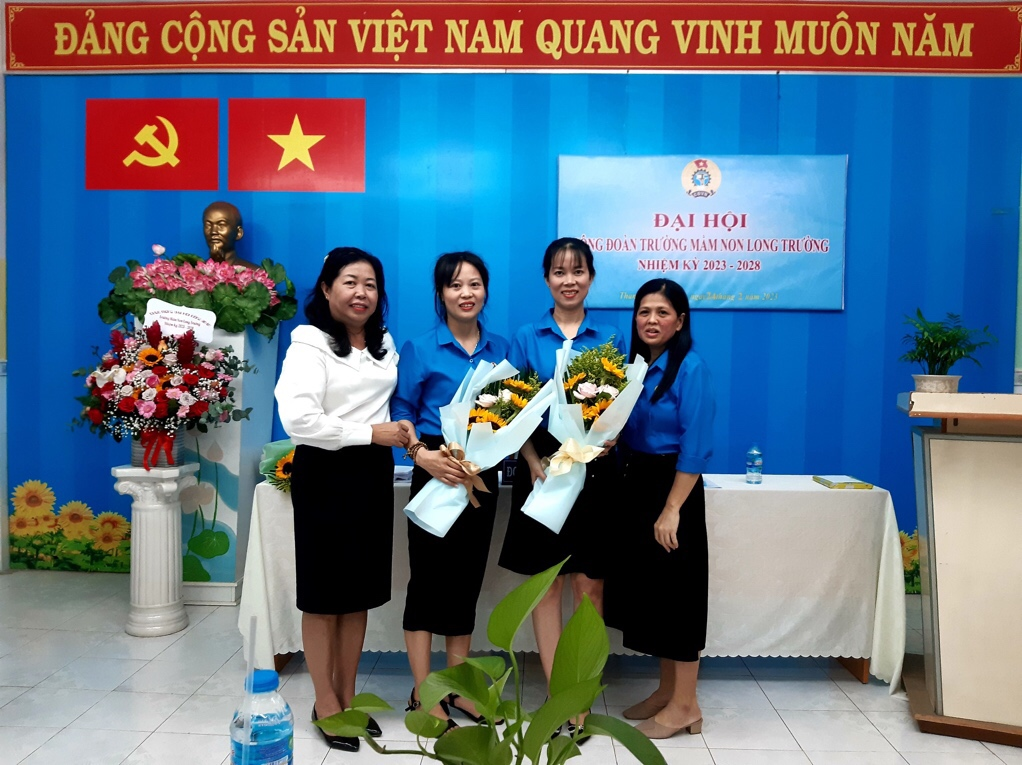 ĐẢNG CỘNG SẢN VIỆT NAM QUANG VINH MUÔN NĂM
ĐẠI HỘI
CÔNG ĐOÀN TRƯỜNG MẦM NON LONG TRƯỜNG
NHIỆM KỲ 2023 - 2028